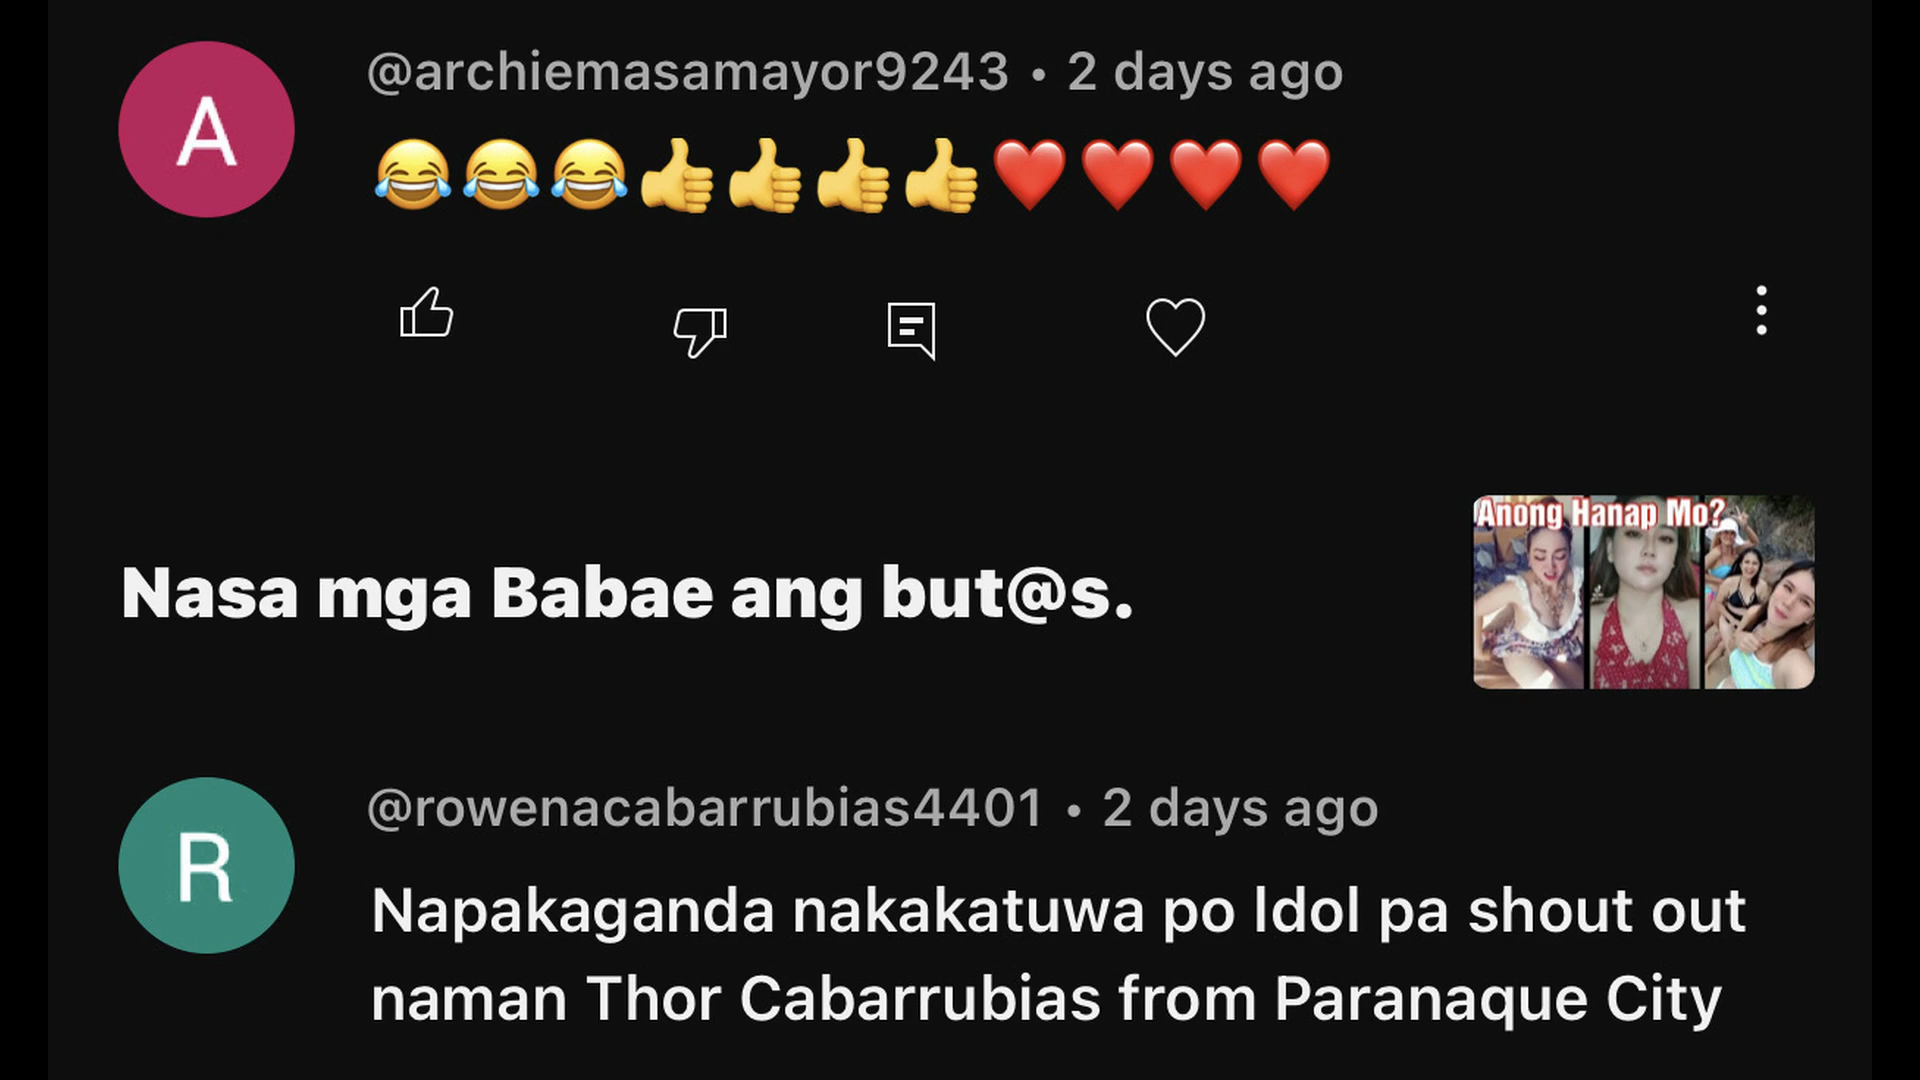 A
@archiemasamayor9243 • 2 days ago
😂😂😂👍👍👍👍❤️❤️❤️❤️
Anong Hanap Mo?
Nasa mga Babae ang but@s.
R
@rowenacabarrubias4401 • 2 days ago
Napakaganda nakakatuwa po Idol pa shout out
naman Thor Cabarrubias from Paranaque City